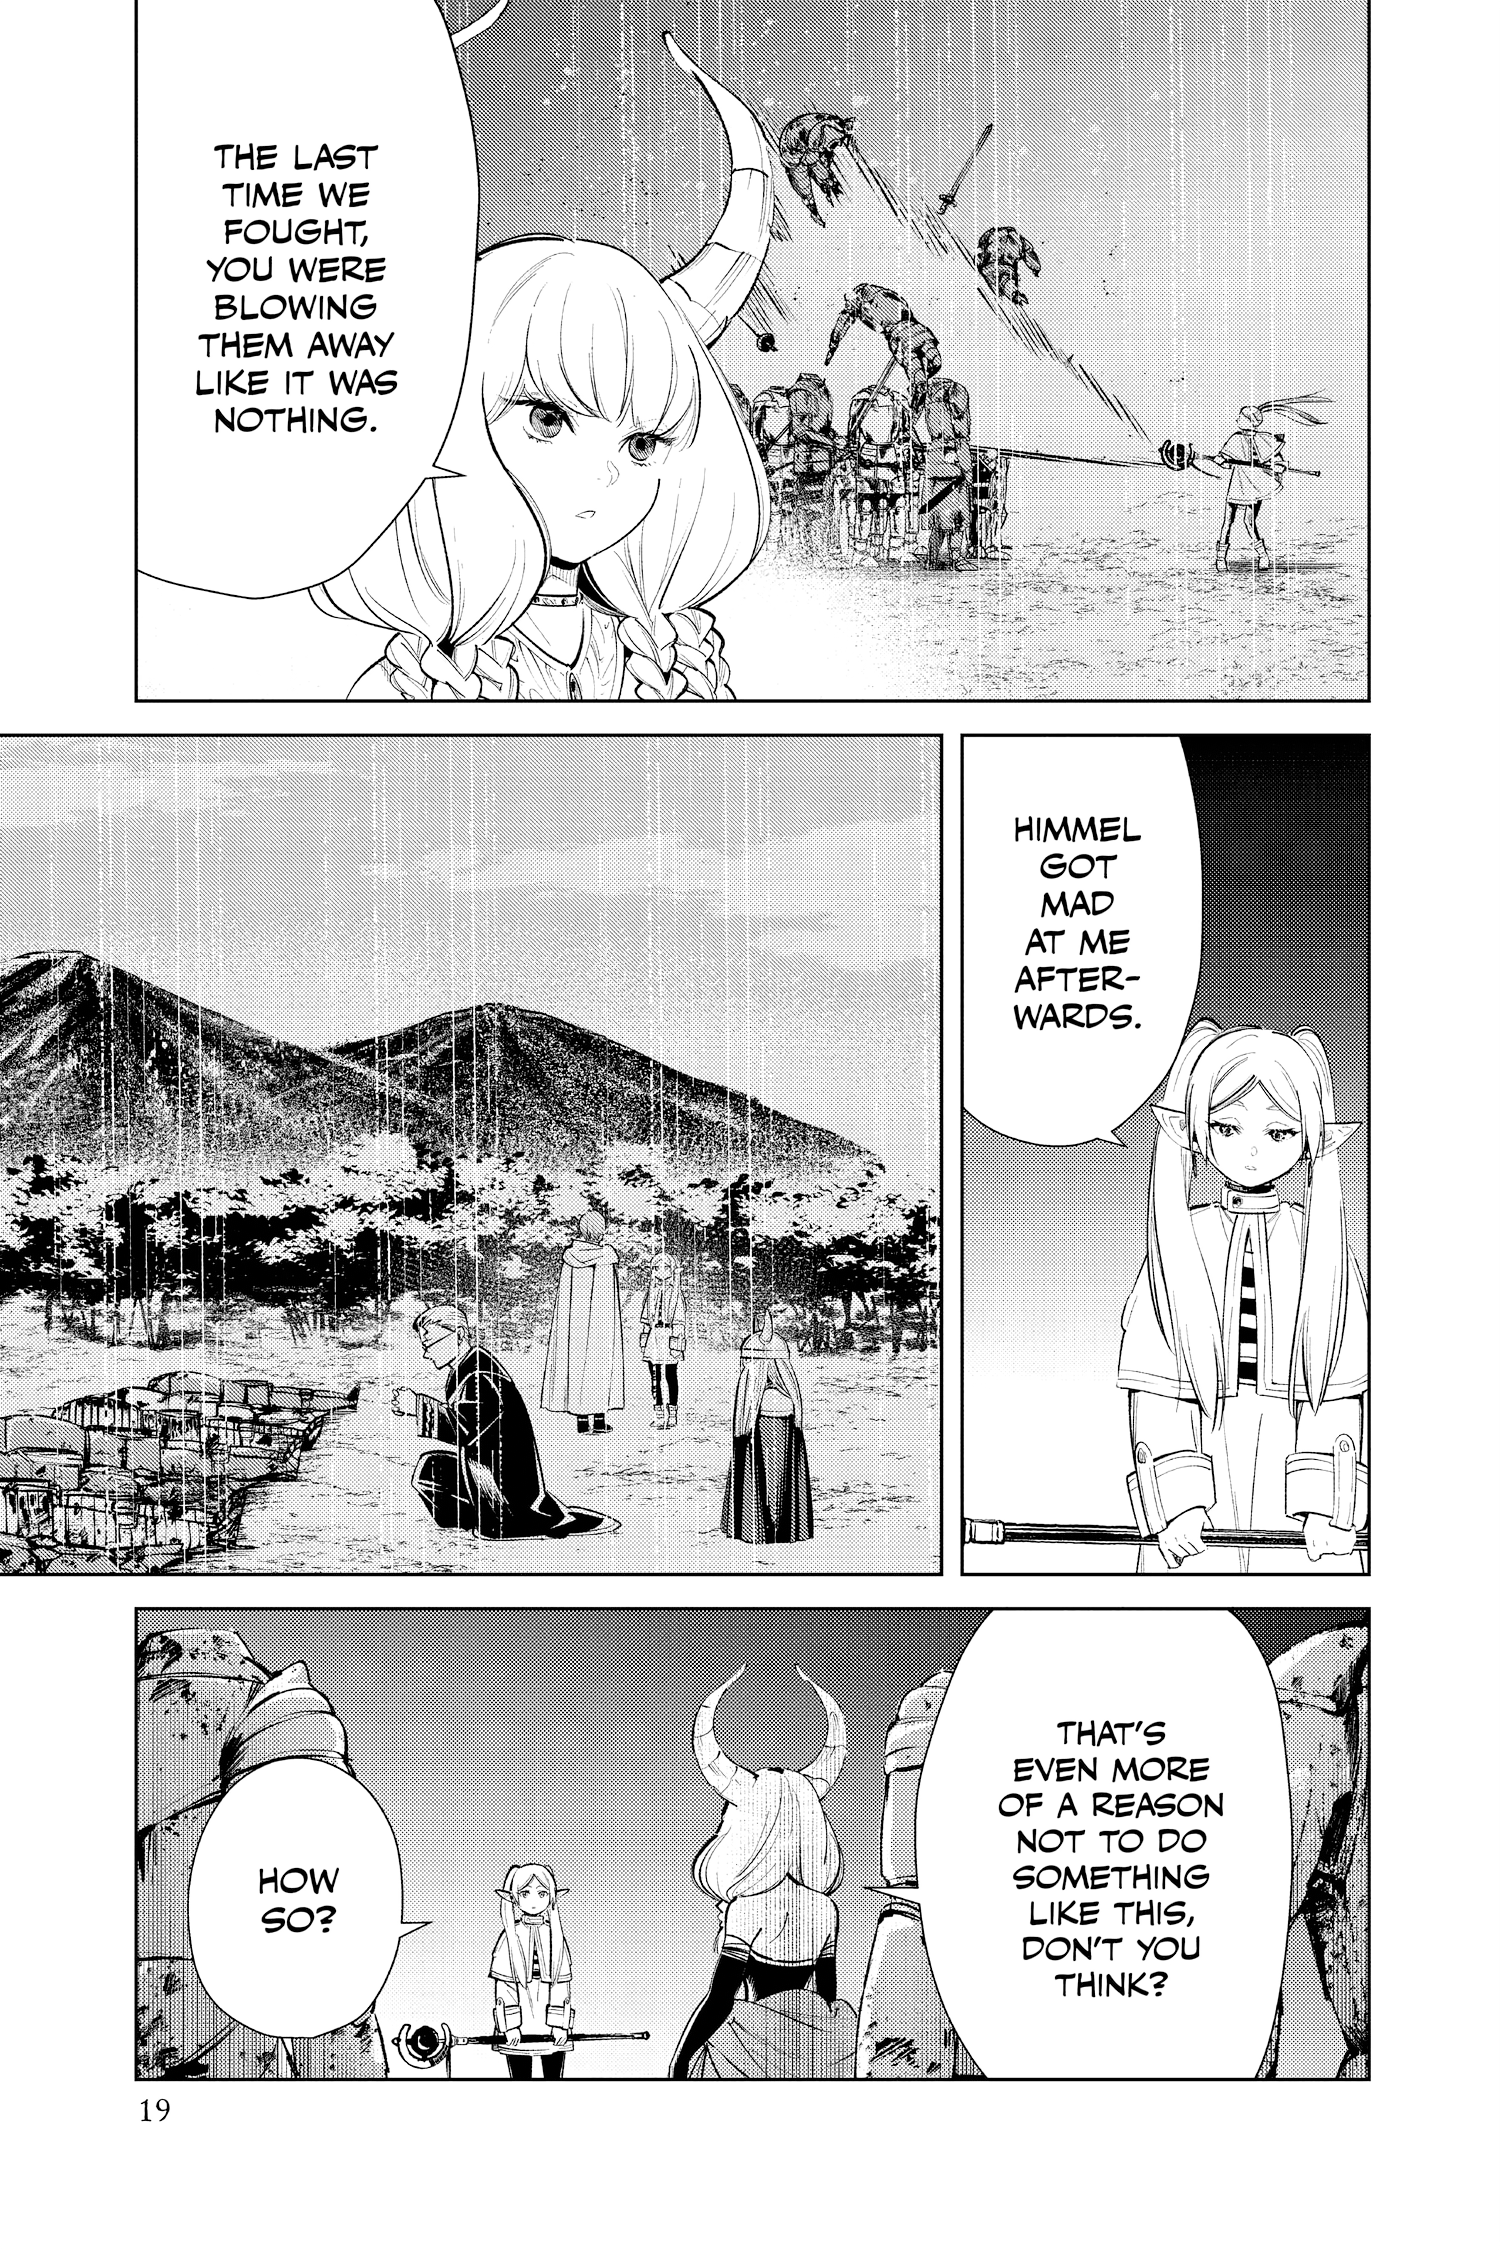 THE LAST
TIME WE
FOUGHT,
YOU WERE
BLOWING
THEM AWAY
LIKE IT WAS
NOTHING.
HIMMEL
GOT
MAD
AT ME
AFTER-
WARDS.
THAT'S
EVEN MORE
OF A REASON
NOT TO DO
SOMETHING
LIKE THIS,
DON'T YOU
THINK?
HOW
SO?
19